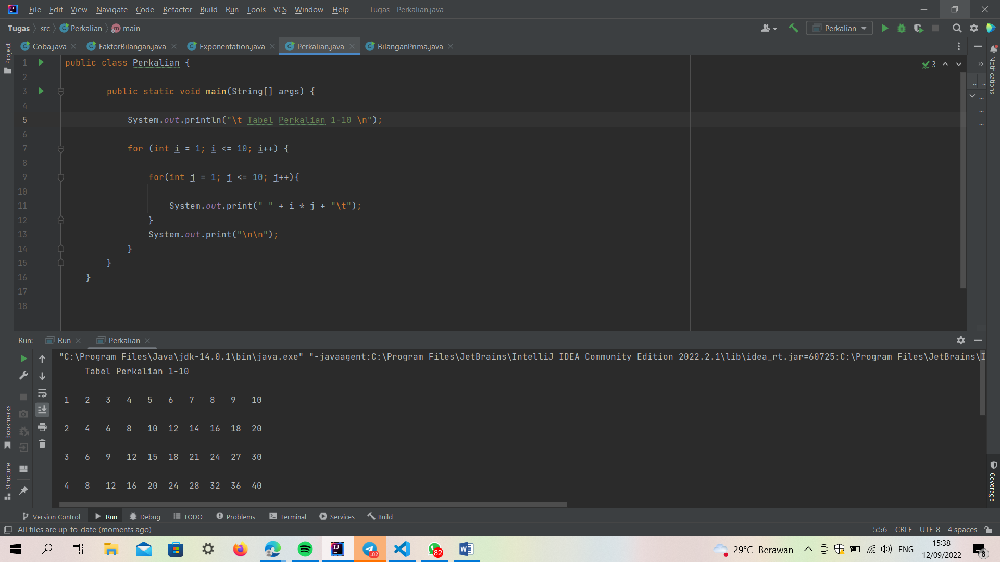 File Edit View Navigate Code Refactor Build Run Tools VCS Window Help Tugas - Perkalian.java
Tugas src Perkalian main Perkalian
Coba.java FaktorBilangan.java Exponentation.java Perkalian.java BilanganPrima.java
Project
Notifications
3
1 public class Perkalian {
2
3 public static void main(String[] args) {
4
5 System.out.println("\t Tabel Perkalian 1-10 \n");
6
7 for (int i = 1; i <= 10; i++) {
8
9 for(int j = 1; j <= 10; j++){
10
11 System.out.print(" " + i * j + "\t");
12 }
13 System.out.print("\n\n");
14 }
15 }
16 }
17
18
Run: Run Perkalian
"C:\Program Files\Java\jdk-14.0.1\bin\java.exe" "-javaagent:C:\Program Files\JetBrains\IntelliJ IDEA Community Edition 2022.2.1\lib\idea_rt.jar=60725:C:\Program Files\JetBrains\I
Tabel Perkalian 1-10
1 2 3 4 5 6 7 8 9 10
2 4 6 8 10 12 14 16 18 20
3 6 9 12 15 18 21 24 27 30
4 8 12 16 20 24 28 32 36 40
Bookmarks
Structure
Coverage
Version Control Run Debug TODO Problems Terminal Services Build
All files are up-to-date (moments ago) 5:56 CRLF UTF-8 4 spaces
IJ ..02 82 29°C Berawan ENG 15:38
12/09/2022 8